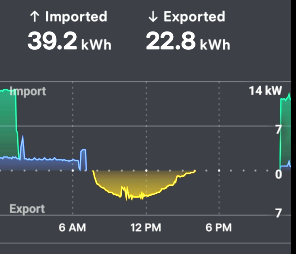 ↑ Imported ↓ Exported
39.2 kWh 22.8 kWh
Import 14 kW
7
0
Export 7
6 AM 12 PM 6 PM